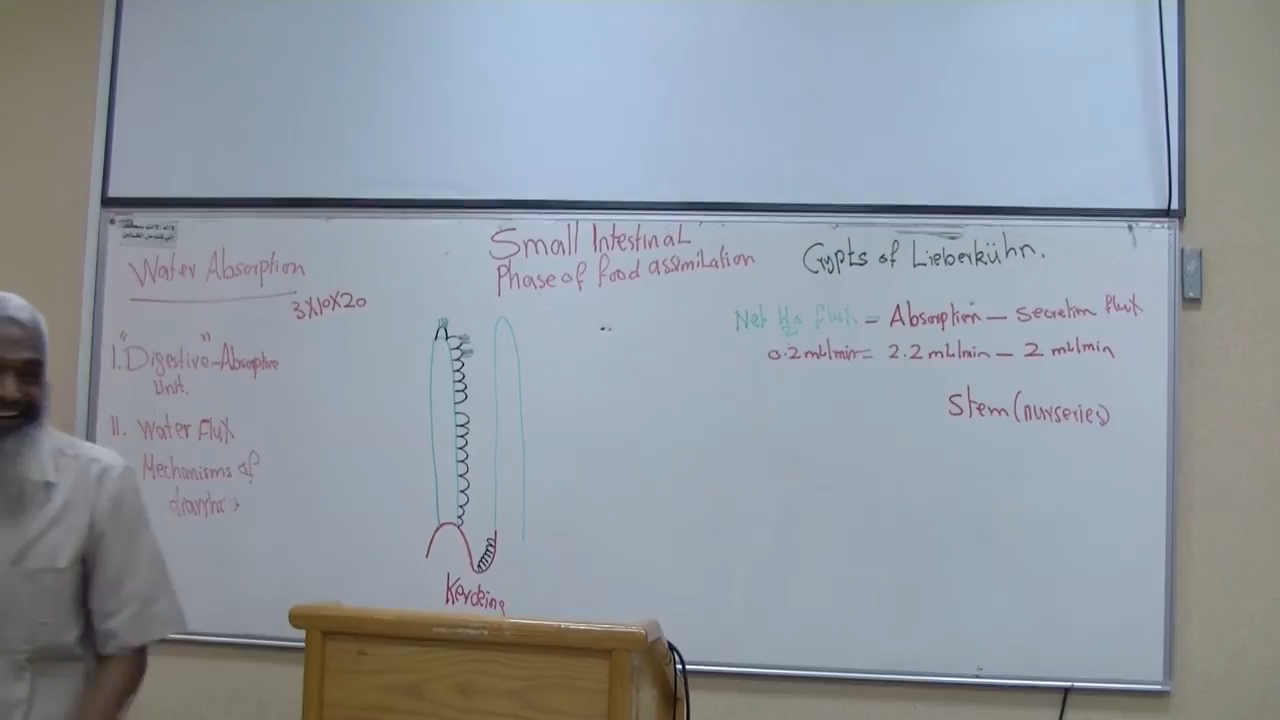 Water Absorption
3X10X20
I. "Digestive"-Absorptive
Unit.
II. Water Flux
Mechanisms of
Small Intestinal
Phase of food assimilation
Kerckring
Crypts of Lieberkühn.
Net H2O flux = Absorption - Secretion flux
0.2 mL/min = 2.2 mL/min - 2 mL/min
Stem (nurseries)